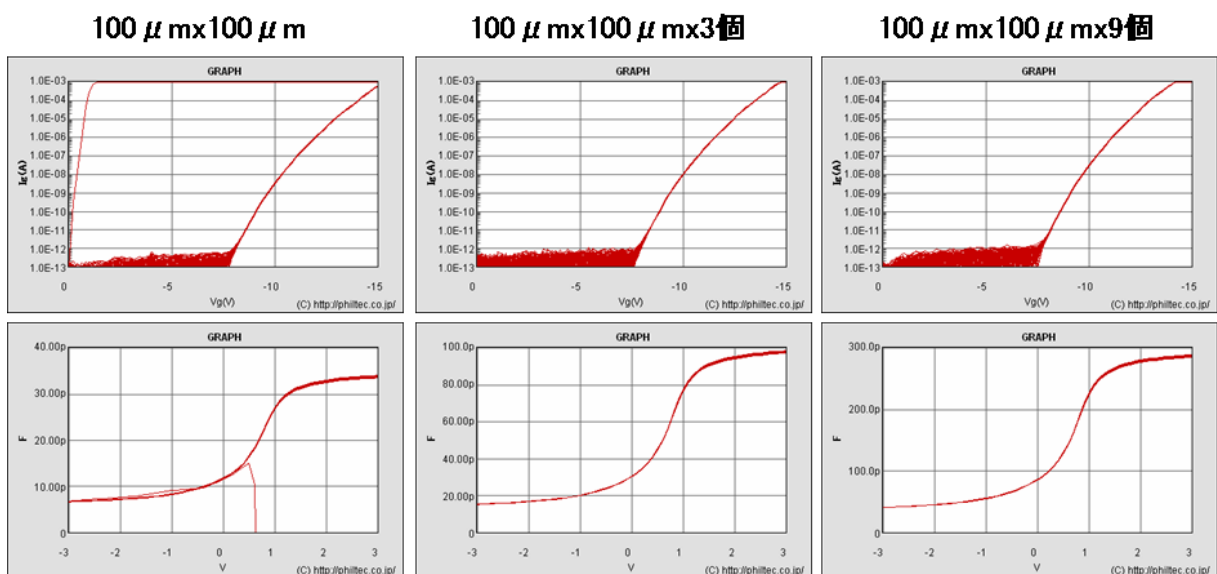 100μmx100μm
100μmx100μmx3個
100μmx100μmx9個
GRAPH
1.0E-03
1.0E-04
1.0E-05
1.0E-06
1.0E-07
1.0E-08
1.0E-09
1.0E-10
1.0E-11
1.0E-12
1.0E-13
Ig(A)
0 -5 -10 -15
Vg(V)
(C) http://philtec.co.jp/
GRAPH
1.0E-03
1.0E-04
1.0E-05
1.0E-06
1.0E-07
1.0E-08
1.0E-09
1.0E-10
1.0E-11
1.0E-12
1.0E-13
Ig(A)
0 -5 -10 -15
Vg(V)
(C) http://philtec.co.jp/
GRAPH
1.0E-03
1.0E-04
1.0E-05
1.0E-06
1.0E-07
1.0E-08
1.0E-09
1.0E-10
1.0E-11
1.0E-12
1.0E-13
Ig(A)
0 -5 -10 -15
Vg(V)
(C) http://philtec.co.jp/
GRAPH
40.00p
30.00p
20.00p
10.00p
0
F
-3 -2 -1 0 1 2 3
V
(C) http://philtec.co.jp/
GRAPH
100.0p
80.00p
60.00p
40.00p
20.00p
0
F
-3 -2 -1 0 1 2 3
V
(C) http://philtec.co.jp/
GRAPH
300.0p
200.0p
100.0p
0
F
-3 -2 -1 0 1 2 3
V
(C) http://philtec.co.jp/